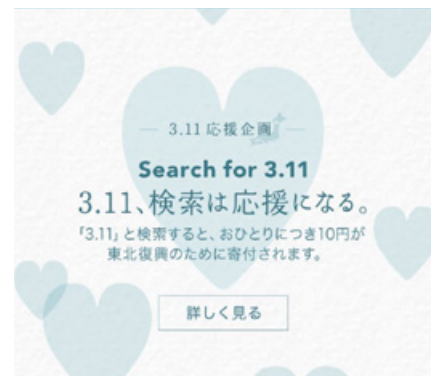 3.11 応援企画
Search for 3.11
3.11、検索は応援になる。
「3.11」と検索すると、おひとりにつき10円が
東北復興のために寄付されます。
詳しく見る